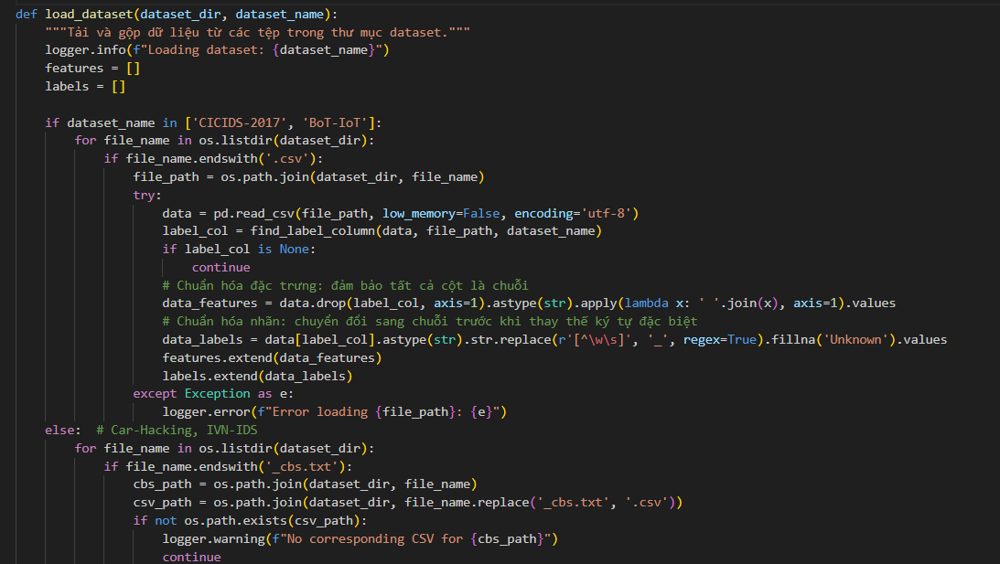 def load_dataset(dataset_dir, dataset_name):
    """Tải và gộp dữ liệu từ các tệp trong thư mục dataset."""
    logger.info(f"Loading dataset: {dataset_name}")
    features = []
    labels = []

    if dataset_name in ['CICIDS-2017', 'BoT-IoT']:
        for file_name in os.listdir(dataset_dir):
            if file_name.endswith('.csv'):
                file_path = os.path.join(dataset_dir, file_name)
                try:
                    data = pd.read_csv(file_path, low_memory=False, encoding='utf-8')
                    label_col = find_label_column(data, file_path, dataset_name)
                    if label_col is None:
                        continue
                    # Chuẩn hóa đặc trưng: đảm bảo tất cả cột là chuỗi
                    data_features = data.drop(label_col, axis=1).astype(str).apply(lambda x: ' '.join(x), axis=1).values
                    # Chuẩn hóa nhãn: chuyển đổi sang chuỗi trước khi thay thế ký tự đặc biệt
                    data_labels = data[label_col].astype(str).str.replace(r'[^\w\s]', '_', regex=True).fillna('Unknown').values
                    features.extend(data_features)
                    labels.extend(data_labels)
                except Exception as e:
                    logger.error(f"Error loading {file_path}: {e}")
    else:  # Car-Hacking, IVN-IDS
        for file_name in os.listdir(dataset_dir):
            if file_name.endswith('_cbs.txt'):
                cbs_path = os.path.join(dataset_dir, file_name)
                csv_path = os.path.join(dataset_dir, file_name.replace('_cbs.txt', '.csv'))
                if not os.path.exists(csv_path):
                    logger.warning(f"No corresponding CSV for {cbs_path}")
                    continue